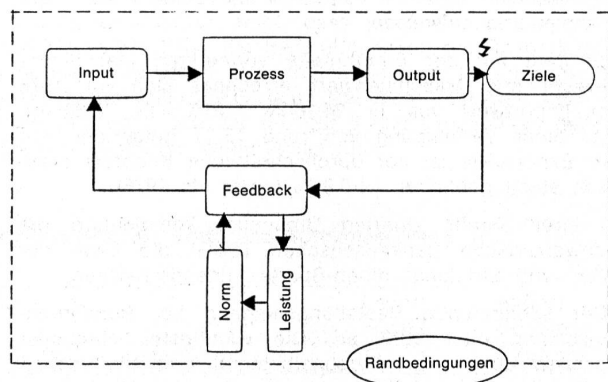 Input
Prozess
Output
Ziele
Feedback
Norm
Leistung
Randbedingungen